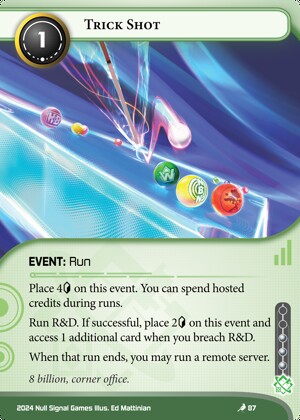 1
TRICK SHOT
EVENT: Run
Place 4 on this event. You can spend hosted
credits during runs.
Run R&D. If successful, place 2 on this event and
access 1 additional card when you breach R&D.
When that run ends, you may run a remote server.
8 billion, corner office.
2024 Null Signal Games Illus. Ed Mattinian
87